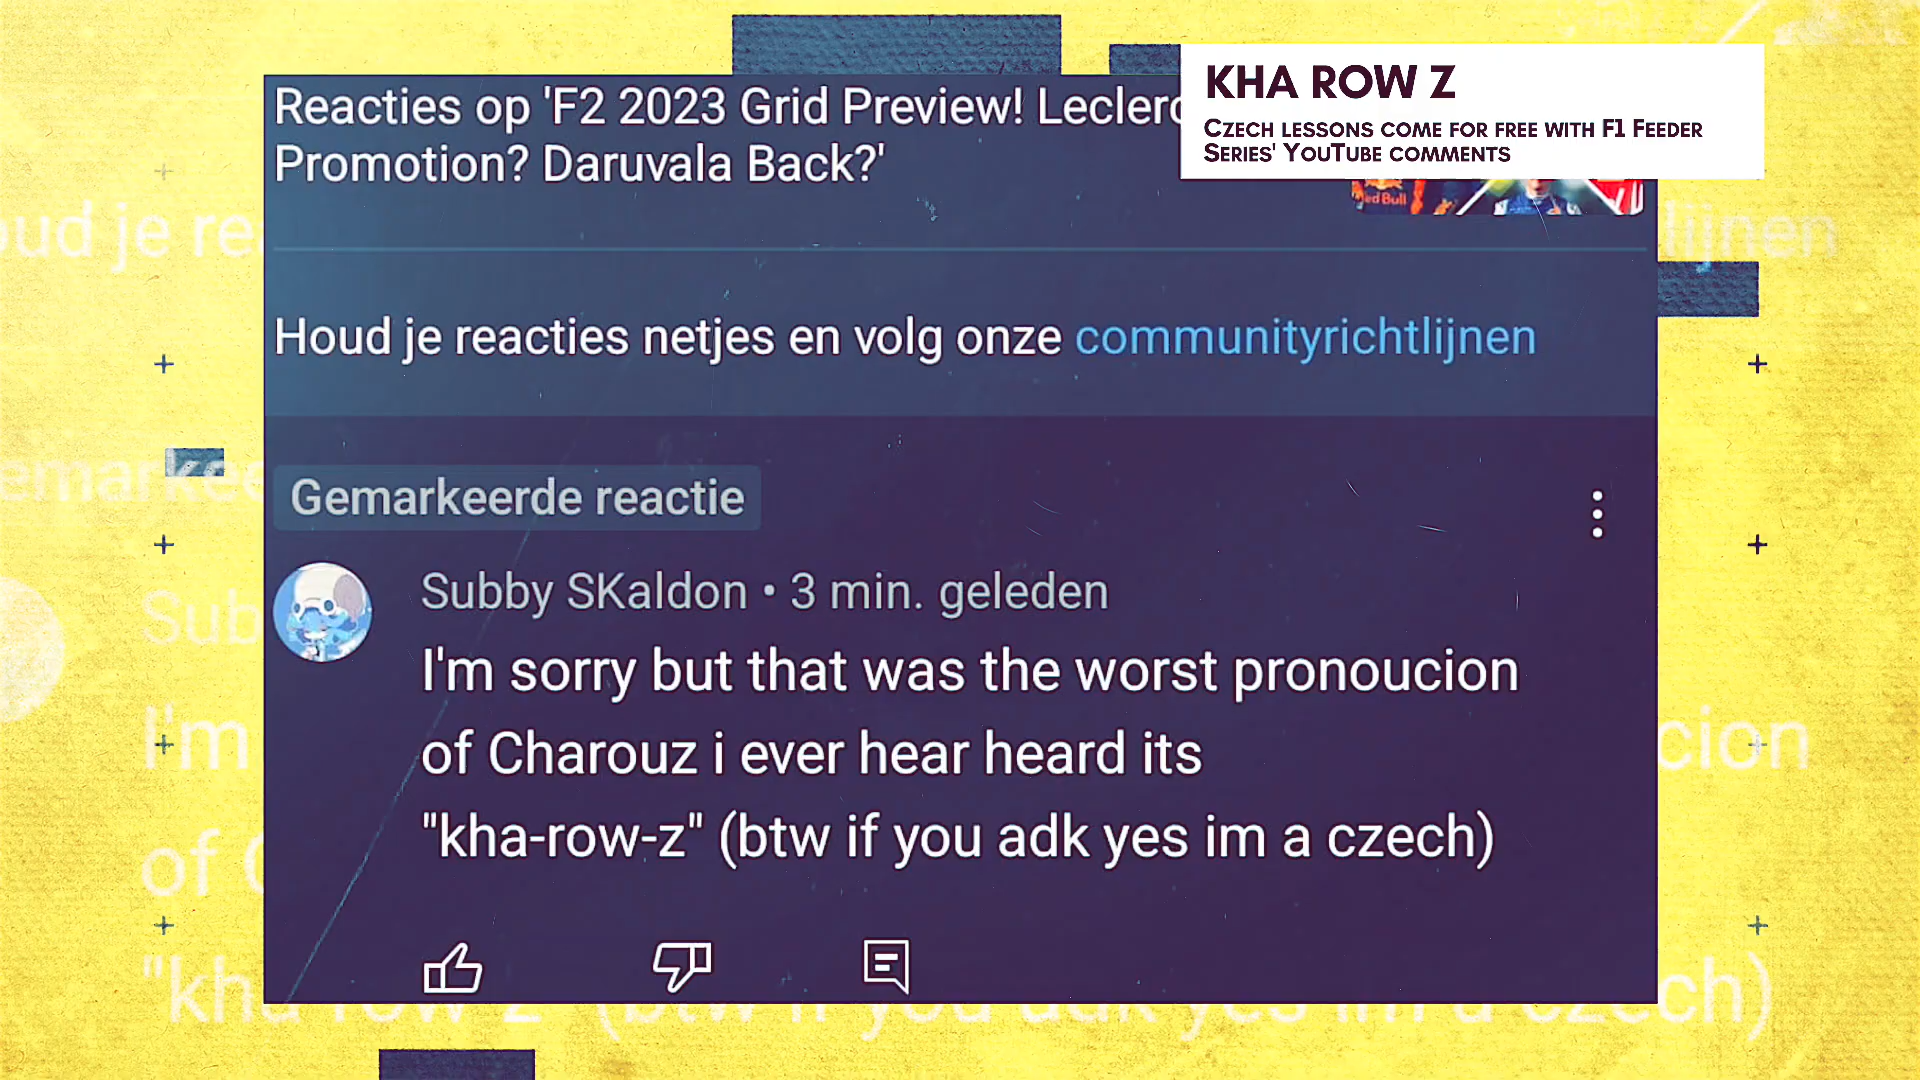 KHA ROW Z
CZECH LESSONS COME FOR FREE WITH F1 FEEDER
SERIES' YOUTUBE COMMENTS
Reacties op 'F2 2023 Grid Preview! Leclerc
Promotion? Daruvala Back?'
Red Bull
Houd je reacties netjes en volg onze communityrichtlijnen
Gemarkeerde reactie
Subby SKaldon • 3 min. geleden
I'm sorry but that was the worst pronoucion
of Charouz i ever hear heard its
"kha-row-z" (btw if you adk yes im a czech)